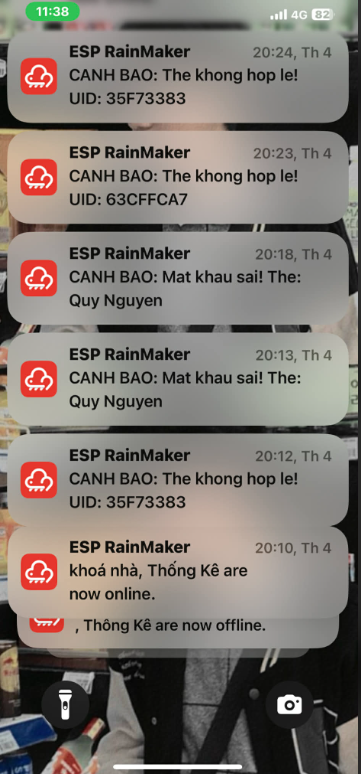 11:38
4G 82
ESP RainMaker
20:24, Th 4
CANH BAO: The khong hop le!
UID: 35F73383
ESP RainMaker
20:23, Th 4
CANH BAO: The khong hop le!
UID: 63CFFCA7
ESP RainMaker
20:18, Th 4
CANH BAO: Mat khau sai! The:
Quy Nguyen
ESP RainMaker
20:13, Th 4
CANH BAO: Mat khau sai! The:
Quy Nguyen
ESP RainMaker
20:12, Th 4
CANH BAO: The khong hop le!
UID: 35F73383
ESP RainMaker
20:10, Th 4
khoá nhà, Thống Kê are
now online.
, Thông Kê are now offline.